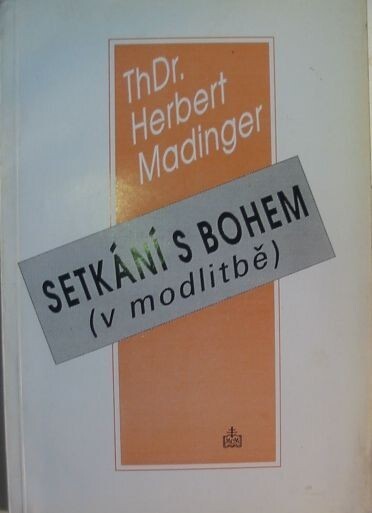 ThDr.
Herbert
Madinger
SETKÁNÍ S BOHEM
(v modlitbě)